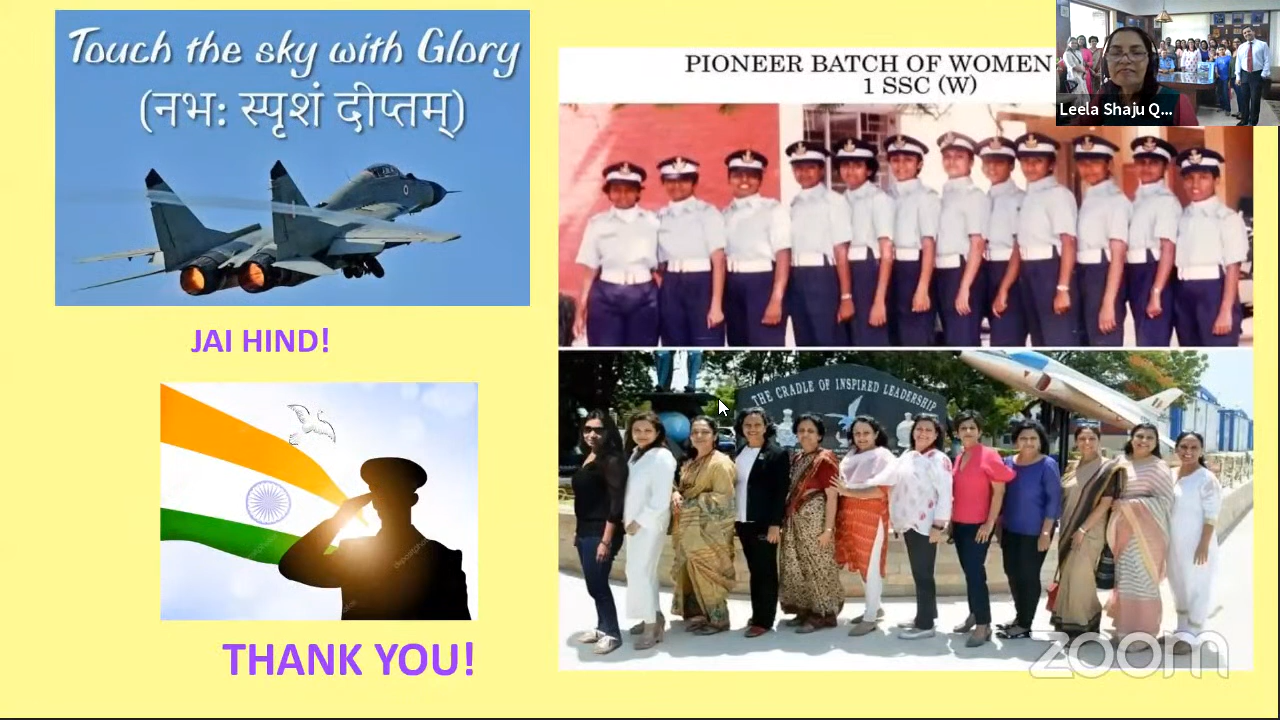 Touch the sky with Glory
(नभः स्पृशं दीप्तम्)
JAI HIND!
THANK YOU!
PIONEER BATCH OF WOMEN
1 SSC (W)
THE CRADLE OF INSPIRED LEADERSHIP
Leela Shaju Q...
zoom